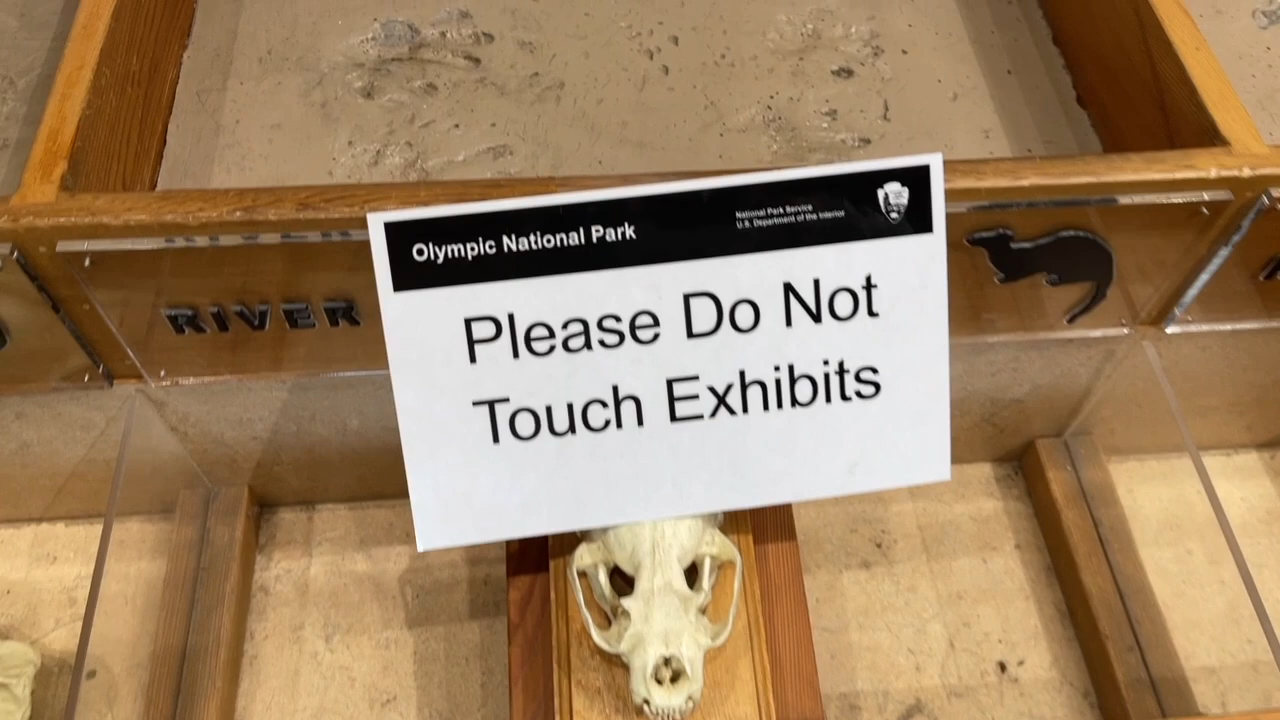 Olympic National Park
National Park Service
U.S. Department of the Interior
Please Do Not
Touch Exhibits
RIVER